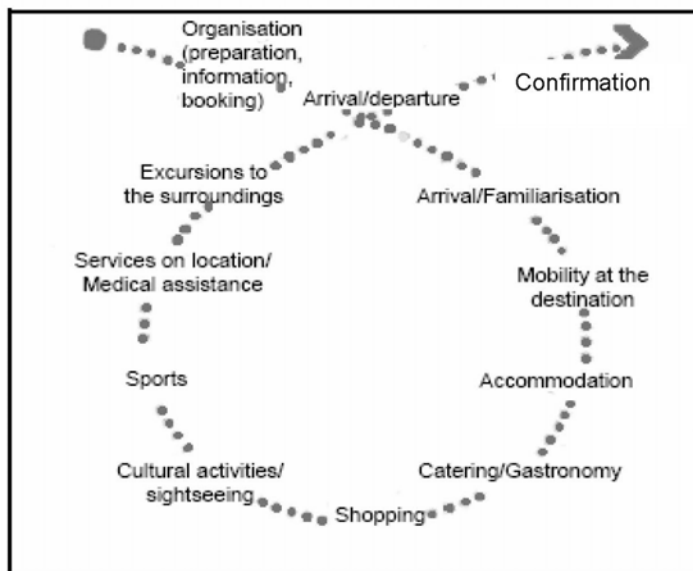 Organisation
(preparation,
information,
booking)
Arrival/departure
Confirmation
Excursions to
the surroundings
Arrival/Familiarisation
Services on location/
Medical assistance
Mobility at the
destination
Sports
Accommodation
Cultural activities/
sightseeing
Catering/Gastronomy
Shopping